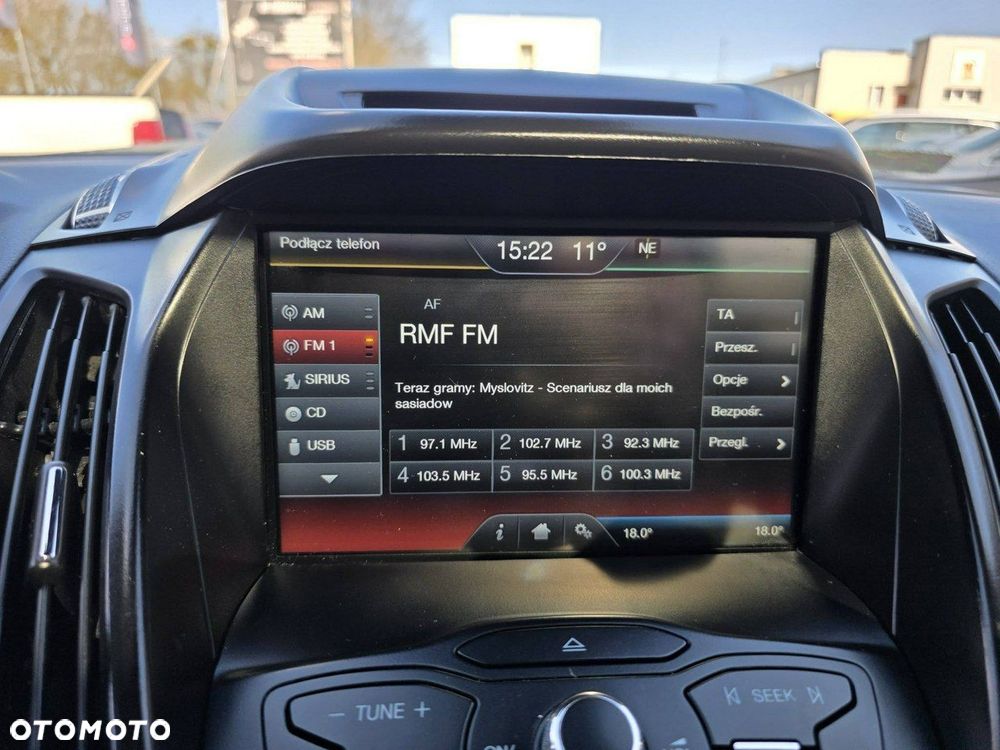 Podłącz telefon
15:22 11° NE
AM
FM 1
SIRIUS
CD
USB
AF
RMF FM
Teraz gramy: Myslovitz - Scenariusz dla moich
sasiadow
1 97.1 MHz 2 102.7 MHz 3 92.3 MHz
4 103.5 MHz 5 95.5 MHz 6 100.3 MHz
TA
Przesz.
Opcje
Bezpośr.
Przegl.
i
18.0° 18.0°
- TUNE +
SEEK
OTOMOTO